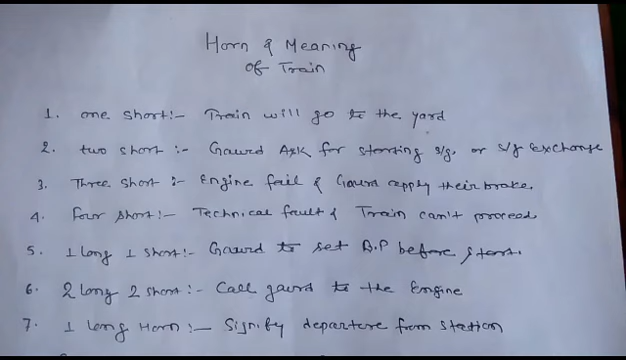 Horn & Meaning
of Train
1. one short:- Train will go to the yard
2. two short :- Gaurd Ask for starting s/g. or s/g Exchange
3. Three short :- Engine fail & Gaurd apply their brake.
4. Four short :- Technical fault & Train can't proceed
5. 1 long 1 short:- Gaurd to set B.P before start.
6. 2 long 2 short :- Call gaurd to the Engine
7. 1 Long Horn :- Signify departure from station